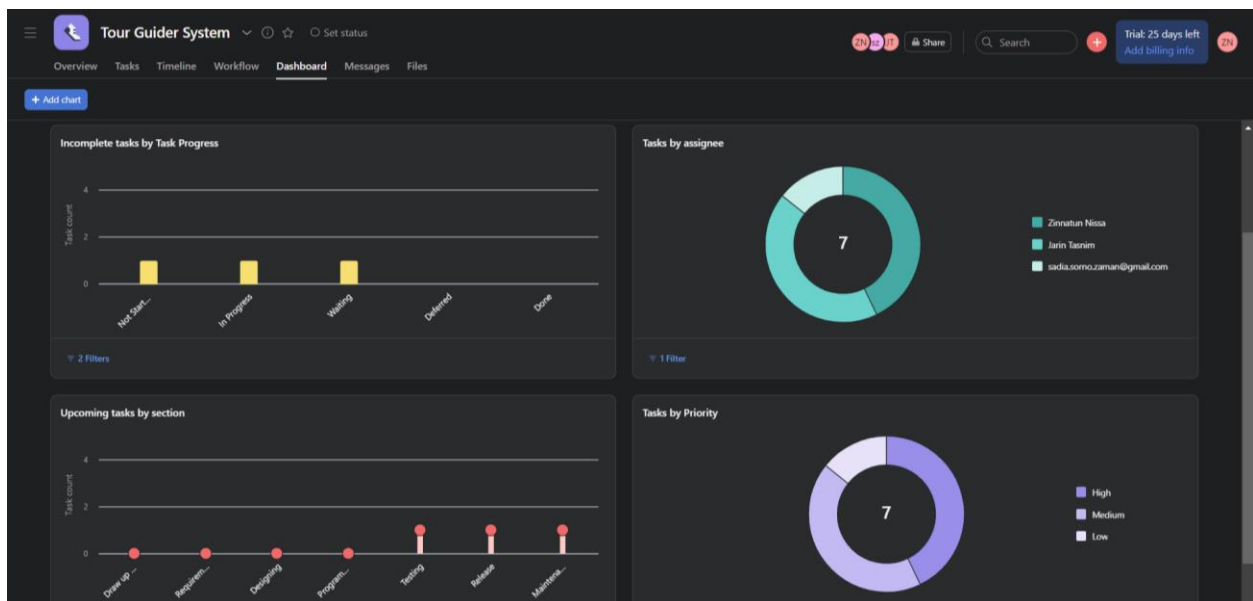 Tour Guider System
Set status
ZN sz JT
Share
Search
Trial: 25 days left
Add billing info
ZN
Overview Tasks Timeline Workflow Dashboard Messages Files
+ Add chart
Incomplete tasks by Task Progress
Task count
4
2
0
Not Start...
In Progress
Waiting
Deferred
Done
2 Filters
Tasks by assignee
7
Zinnatun Nissa
Jarin Tasnim
sadia.sorno.zaman@gmail.com
1 Filter
Upcoming tasks by section
Task count
4
2
0
Draw up ...
Requirem...
Designing
Program...
Testing
Release
Maintena...
Tasks by Priority
7
High
Medium
Low